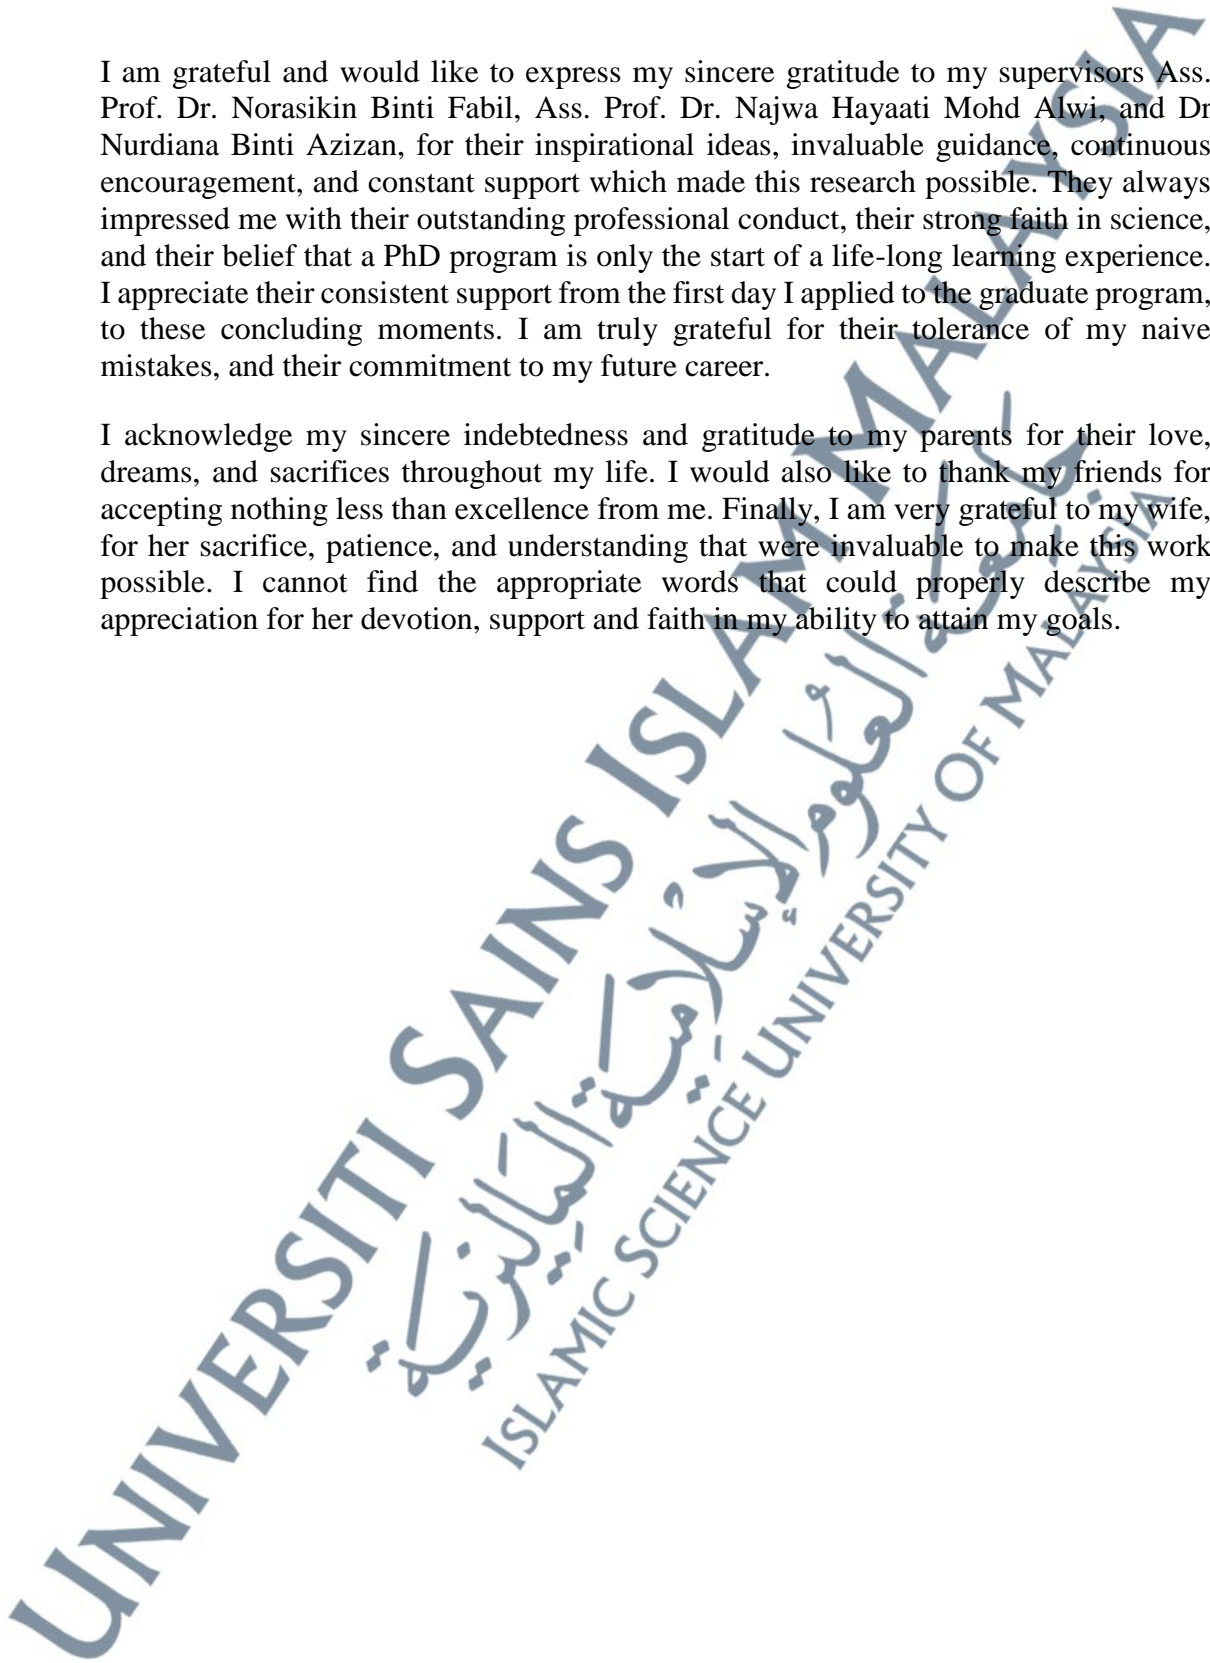 I am grateful and would like to express my sincere gratitude to my supervisors Ass.
Prof. Dr. Norasikin Binti Fabil, Ass. Prof. Dr. Najwa Hayaati Mohd Alwi, and Dr
Nurdiana Binti Azizan, for their inspirational ideas, invaluable guidance, continuous
encouragement, and constant support which made this research possible. They always
impressed me with their outstanding professional conduct, their strong faith in science,
and their belief that a PhD program is only the start of a life-long learning experience.
I appreciate their consistent support from the first day I applied to the graduate program,
to these concluding moments. I am truly grateful for their tolerance of my naive
mistakes, and their commitment to my future career.
I acknowledge my sincere indebtedness and gratitude to my parents for their love,
dreams, and sacrifices throughout my life. I would also like to thank my friends for
accepting nothing less than excellence from me. Finally, I am very grateful to my wife,
for her sacrifice, patience, and understanding that were invaluable to make this work
possible. I cannot find the appropriate words that could properly describe my
appreciation for her devotion, support and faith in my ability to attain my goals.
UNIVERSITI SAINS ISLAM MALAYSIA
جامعة العلوم الإسلامية الماليزية
ISLAMIC SCIENCE UNIVERSITY OF MALAYSIA